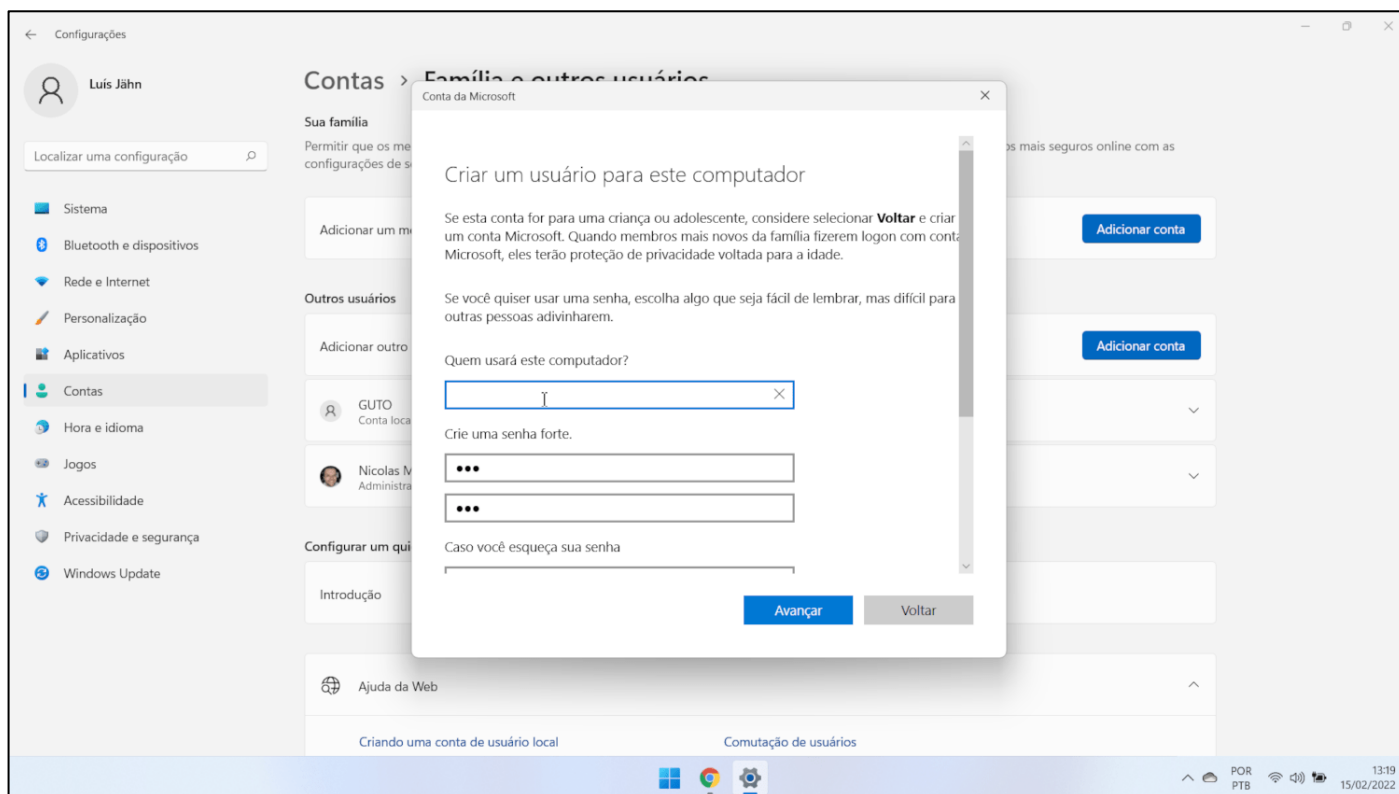 Configurações
Luís Jähn
Localizar uma configuração
Sistema
Bluetooth e dispositivos
Rede e Internet
Personalização
Aplicativos
Contas
Hora e idioma
Jogos
Acessibilidade
Privacidade e segurança
Windows Update
Contas > Família e outros usuários
Sua família
Permitir que os me
os mais seguros online com as
configurações de s
Adicionar um m
Adicionar conta
Outros usuários
Adicionar outro
Adicionar conta
GUTO
Conta loca
Nicolas M
Administra
Configurar um qui
Introdução
Ajuda da Web
Criando uma conta de usuário local
Comutação de usuários
Conta da Microsoft
Criar um usuário para este computador
Se esta conta for para uma criança ou adolescente, considere selecionar Voltar e criar
um conta Microsoft. Quando membros mais novos da família fizerem logon com conta
Microsoft, eles terão proteção de privacidade voltada para a idade.
Se você quiser usar uma senha, escolha algo que seja fácil de lembrar, mas difícil para
outras pessoas adivinharem.
Quem usará este computador?
Crie uma senha forte.
•••
•••
Caso você esqueça sua senha
Avançar
Voltar
POR
PTB
13:19
15/02/2022